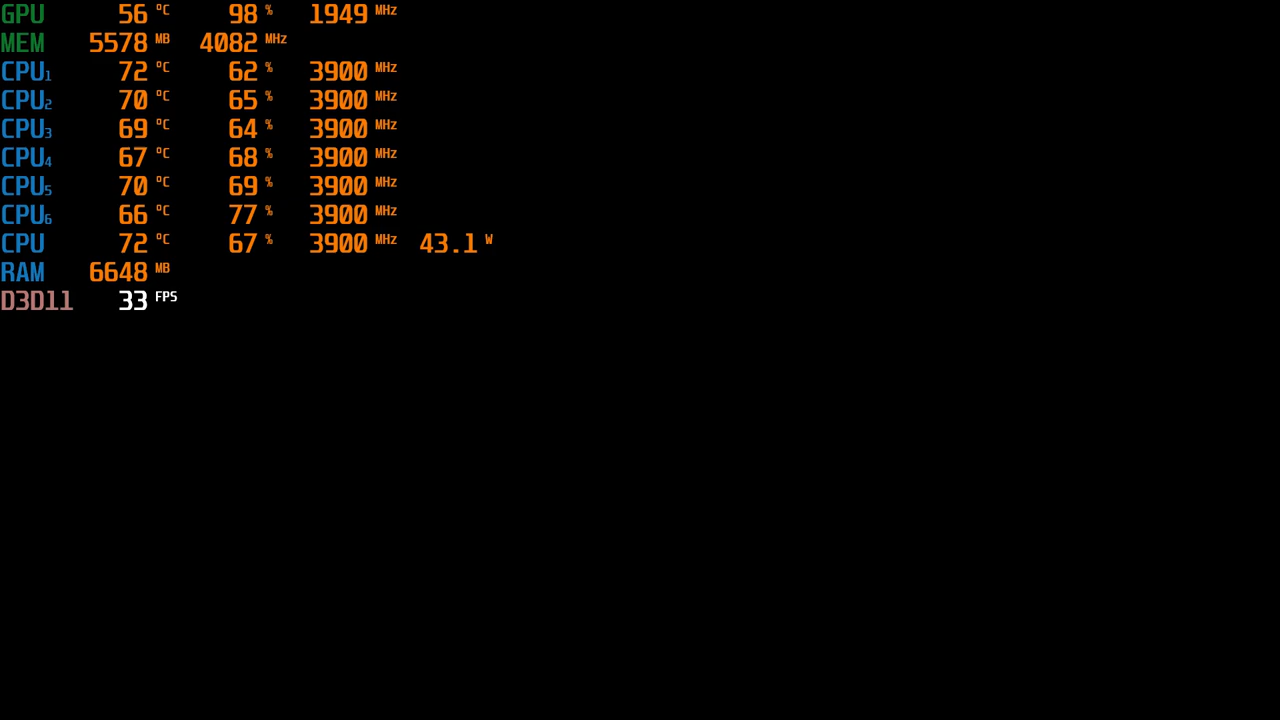 GPU 56 °C 98 % 1949 MHz
MEM 5578 MB 4082 MHz
CPU1 72 °C 62 % 3900 MHz
CPU2 70 °C 65 % 3900 MHz
CPU3 69 °C 64 % 3900 MHz
CPU4 67 °C 68 % 3900 MHz
CPU5 70 °C 69 % 3900 MHz
CPU6 66 °C 77 % 3900 MHz
CPU 72 °C 67 % 3900 MHz 43.1 W
RAM 6648 MB
D3D11 33 FPS